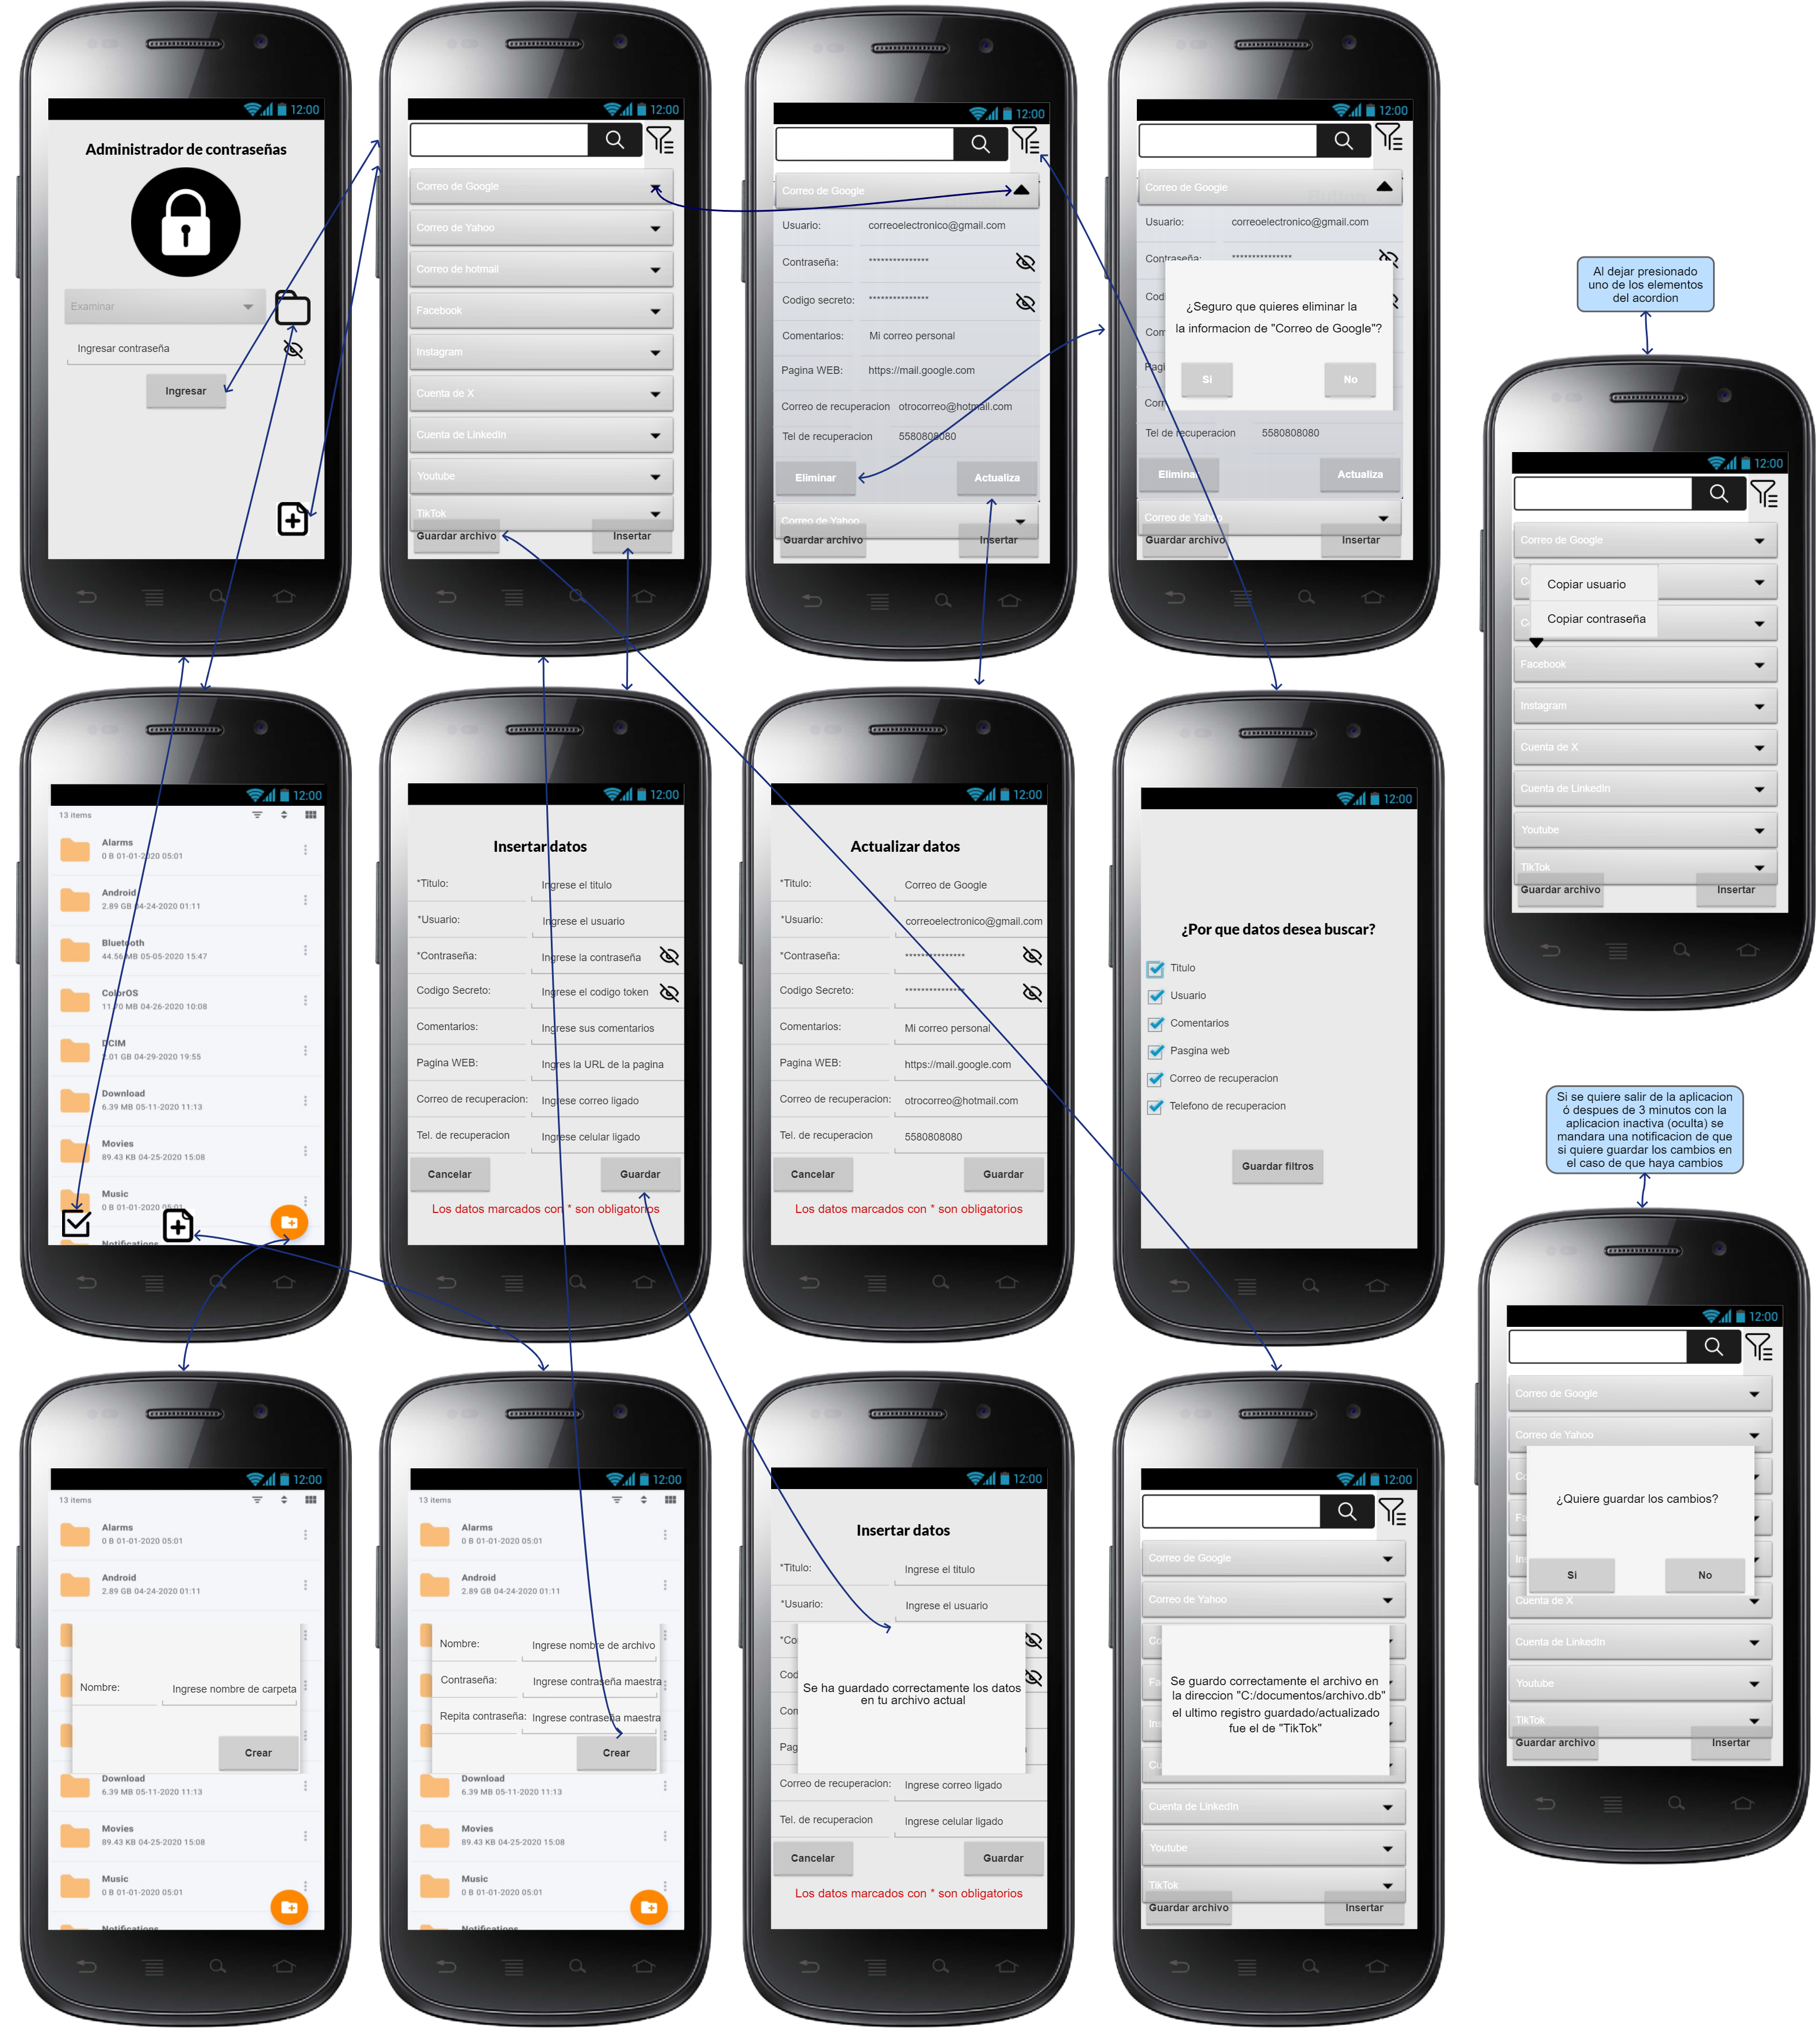 12:00
Administrador de contraseñas
Examinar
Ingresar contraseña
Ingresar
12:00
Correo de Google
Correo de Yahoo
Correo de hotmail
Facebook
Instagram
Cuenta de X
Cuenta de LinkedIn
Youtube
TikTok
Guardar archivo
Insertar
12:00
Correo de Google
Usuario: correoelectronico@gmail.com
Contraseña: ***************
Codigo secreto: ***************
Comentarios: Mi correo personal
Pagina WEB: https://mail.google.com
Correo de recuperacion otrocorreo@hotmail.com
Tel de recuperacion 5580808080
Eliminar
Actualiza
Correo de Yahoo
Guardar archivo
Insertar
12:00
Correo de Google
Usuario: correoelectronico@gmail.com
Contraseña: ***************
Codi
Com
Pagi
Corr
¿Seguro que quieres eliminar la
la informacion de "Correo de Google"?
Si
No
Tel de recuperacion 5580808080
Eliminar
Actualiza
Correo de Yahoo
Guardar archivo
Insertar
Al dejar presionado
uno de los elementos
del acordion
12:00
Correo de Google
Copiar usuario
Copiar contraseña
Facebook
Instagram
Cuenta de X
Cuenta de LinkedIn
Youtube
TikTok
Guardar archivo
Insertar
12:00
13 items
Alarms
0 B 01-01-2020 05:01
Android
2.89 GB 04-24-2020 01:11
Bluetooth
44.56 MB 05-05-2020 15:47
ColorOS
11.70 MB 04-26-2020 10:08
DCIM
2.01 GB 04-29-2020 19:55
Download
6.39 MB 05-11-2020 11:13
Movies
89.43 KB 04-25-2020 15:08
Music
0 B 01-01-2020 05:01
Notifications
12:00
Insertar datos
*Titulo: Ingrese el titulo
*Usuario: Ingrese el usuario
*Contraseña: Ingrese la contraseña
Codigo Secreto: Ingrese el codigo token
Comentarios: Ingrese sus comentarios
Pagina WEB: Ingres la URL de la pagina
Correo de recuperacion: Ingrese correo ligado
Tel. de recuperacion Ingrese celular ligado
Cancelar
Guardar
Los datos marcados con * son obligatorios
12:00
Actualizar datos
*Titulo: Correo de Google
*Usuario: correoelectronico@gmail.com
*Contraseña: ***************
Codigo Secreto: ***************
Comentarios: Mi correo personal
Pagina WEB: https://mail.google.com
Correo de recuperacion: otrocorreo@hotmail.com
Tel. de recuperacion 5580808080
Cancelar
Guardar
Los datos marcados con * son obligatorios
12:00
¿Por que datos desea buscar?
Titulo
Usuario
Comentarios
Pasgina web
Correo de recuperacion
Telefono de recuperacion
Guardar filtros
Si se quiere salir de la aplicacion
ó despues de 3 minutos con la
aplicacion inactiva (oculta) se
mandara una notificacion de que
si quiere guardar los cambios en
el caso de que haya cambios
12:00
Correo de Google
Correo de Yahoo
¿Quiere guardar los cambios?
Si
No
Cuenta de X
Cuenta de LinkedIn
Youtube
TikTok
Guardar archivo
Insertar
12:00
13 items
Alarms
0 B 01-01-2020 05:01
Android
2.89 GB 04-24-2020 01:11
Nombre: Ingrese nombre de carpeta
Crear
Download
6.39 MB 05-11-2020 11:13
Movies
89.43 KB 04-25-2020 15:08
Music
0 B 01-01-2020 05:01
Notifications
12:00
13 items
Alarms
0 B 01-01-2020 05:01
Android
2.89 GB 04-24-2020 01:11
Nombre: Ingrese nombre de archivo
Contraseña: Ingrese contraseña maestra
Repita contraseña: Ingrese contraseña maestra
Crear
Download
6.39 MB 05-11-2020 11:13
Movies
89.43 KB 04-25-2020 15:08
Music
0 B 01-01-2020 05:01
Notifications
12:00
Insertar datos
*Titulo: Ingrese el titulo
*Usuario: Ingrese el usuario
*Co
Cod
Com
Pag
Se ha guardado correctamente los datos
en tu archivo actual
Correo de recuperacion: Ingrese correo ligado
Tel. de recuperacion Ingrese celular ligado
Cancelar
Guardar
Los datos marcados con * son obligatorios
12:00
Correo de Google
Correo de Yahoo
Se guardo correctamente el archivo en
la direccion "C:/documentos/archivo.db"
el ultimo registro guardado/actualizado
fue el de "TikTok"
Cuenta de LinkedIn
Youtube
TikTok
Guardar archivo
Insertar